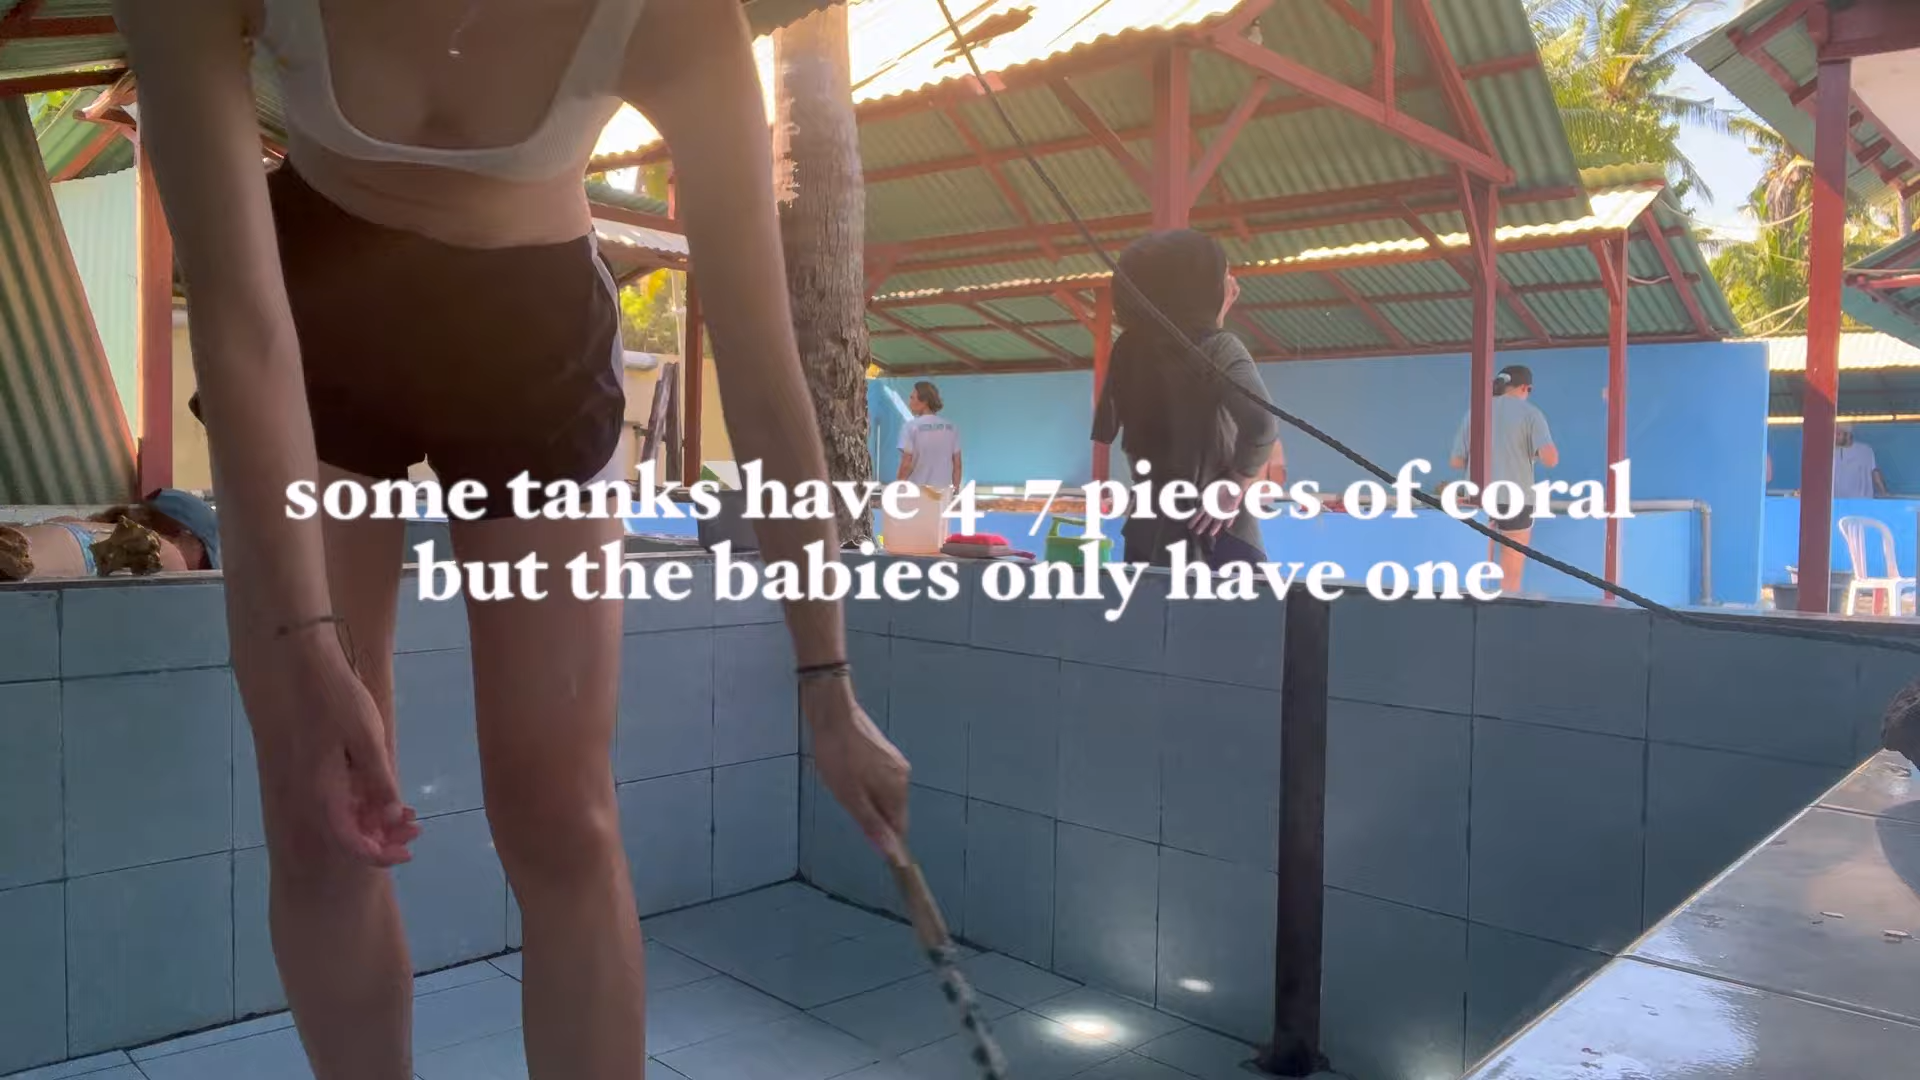 some tanks have 4-7 pieces of coral
but the babies only have one